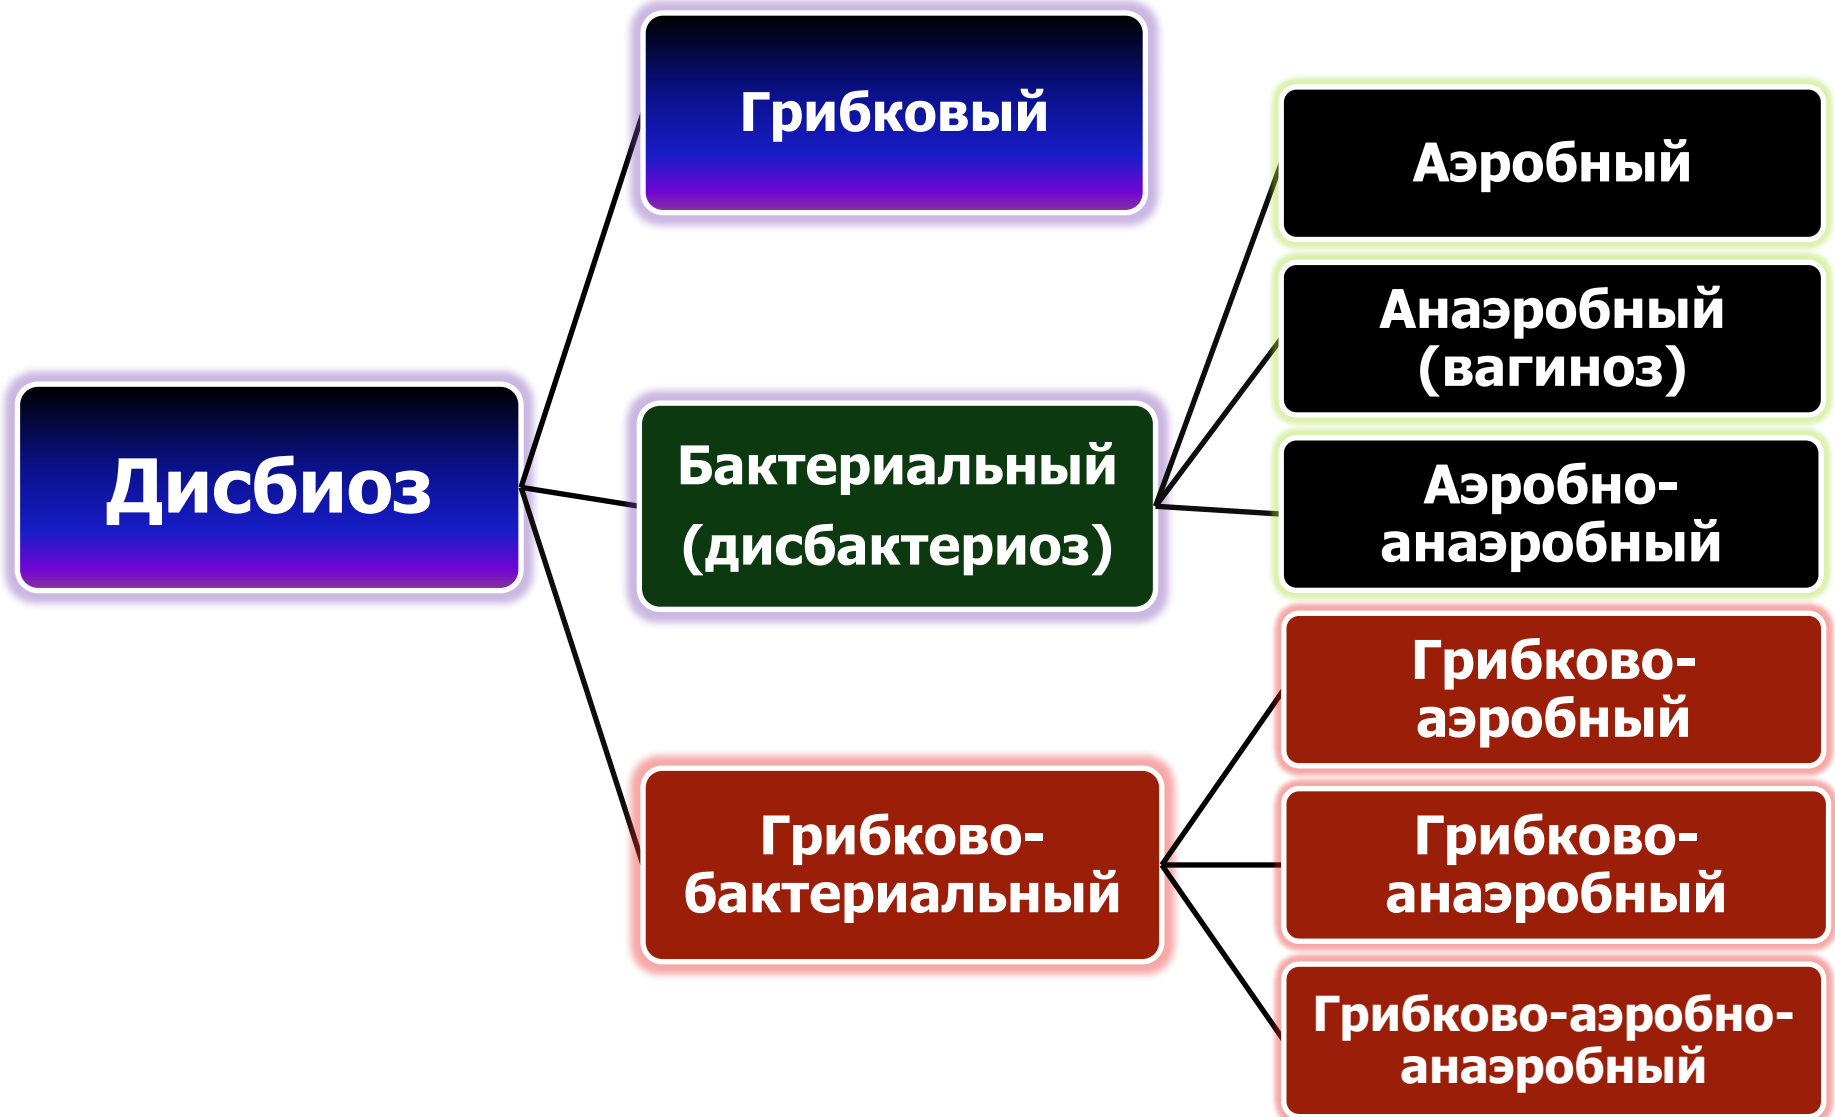 Дисбиоз
Грибковый
Бактериальный
(дисбактериоз)
Грибково-
бактериальный
Аэробный
Анаэробный
(вагиноз)
Аэробно-
анаэробный
Грибково-
аэробный
Грибково-
анаэробный
Грибково-аэробно-
анаэробный